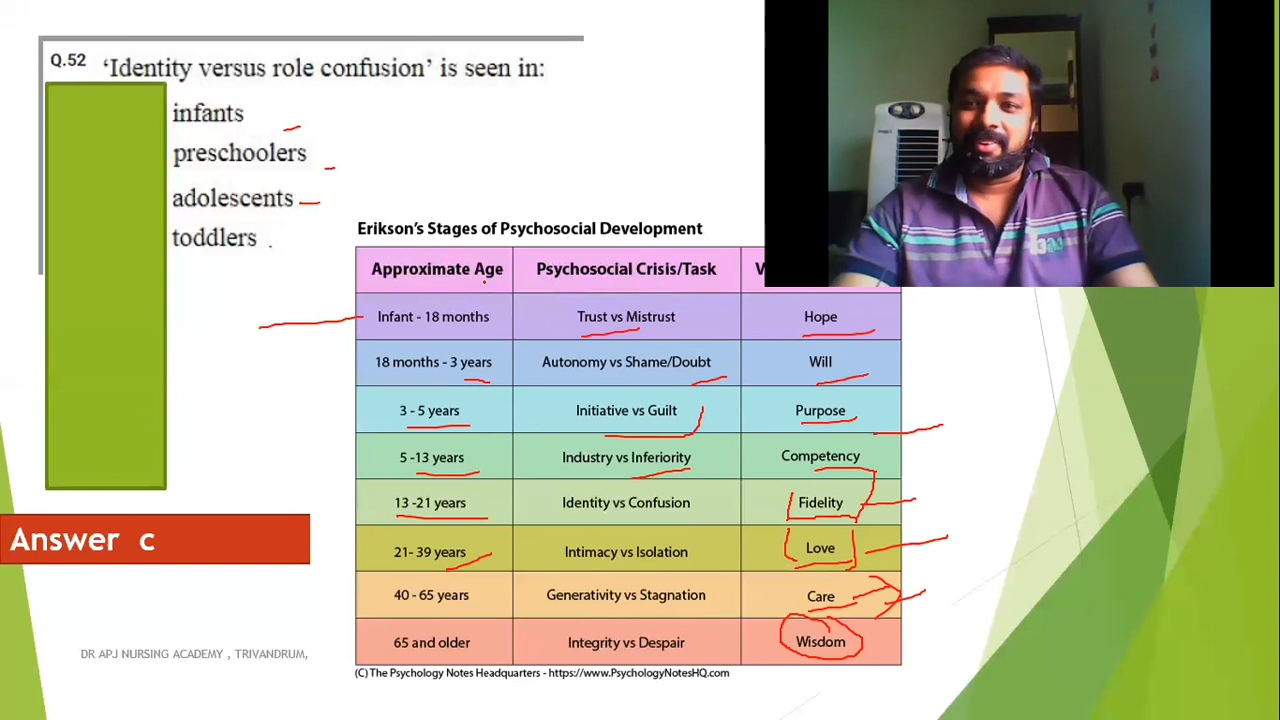 Q.52 ‘Identity versus role confusion’ is seen in:
infants
preschoolers
adolescents
toddlers
Erikson’s Stages of Psychosocial Development
Approximate Age Psychosocial Crisis/Task
Infant - 18 months Trust vs Mistrust Hope
18 months - 3 years Autonomy vs Shame/Doubt Will
3 - 5 years Initiative vs Guilt Purpose
5 -13 years Industry vs Inferiority Competency
13 -21 years Identity vs Confusion Fidelity
21- 39 years Intimacy vs Isolation Love
40 - 65 years Generativity vs Stagnation Care
65 and older Integrity vs Despair Wisdom
(C) The Psychology Notes Headquarters - https://www.PsychologyNotesHQ.com
Answer c
DR APJ NURSING ACADEMY , TRIVANDRUM,